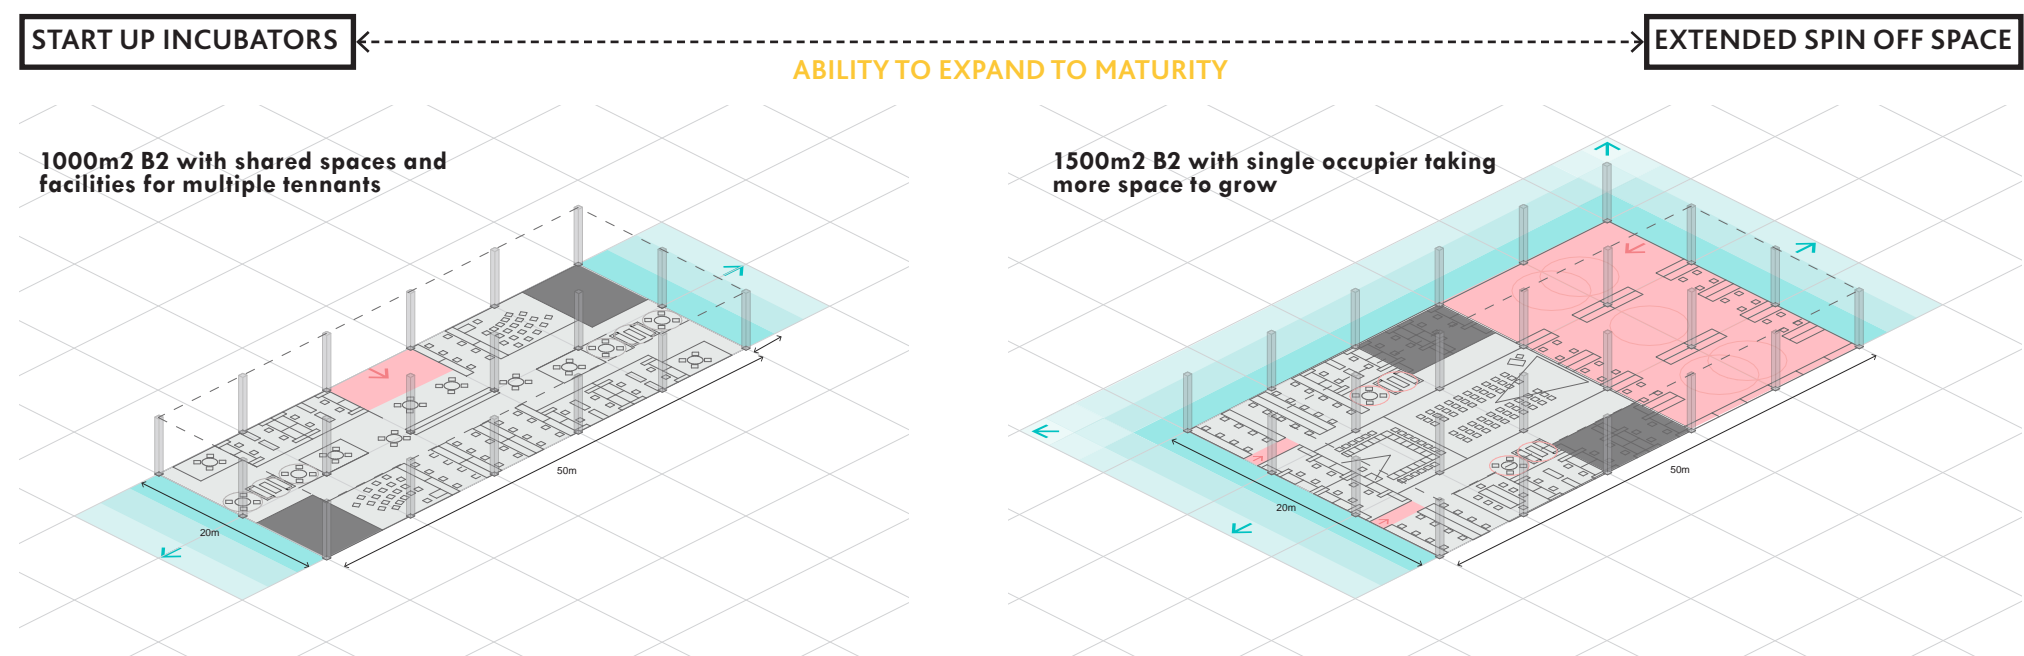 START UP INCUBATORS
EXTENDED SPIN OFF SPACE
ABILITY TO EXPAND TO MATURITY
1000m2 B2 with shared spaces and
facilities for multiple tennants
20m
50m
1500m2 B2 with single occupier taking
more space to grow
20m
50m